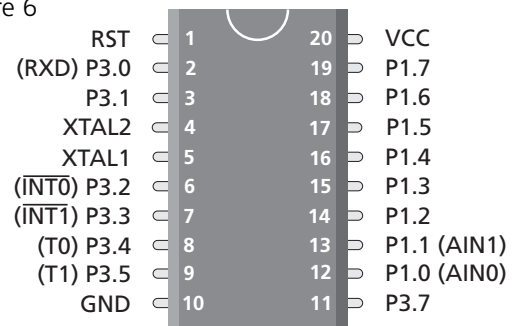 re 6
RST 1 20 VCC
(RXD) P3.0 2 19 P1.7
P3.1 3 18 P1.6
XTAL2 4 17 P1.5
XTAL1 5 16 P1.4
(INT0) P3.2 6 15 P1.3
(INT1) P3.3 7 14 P1.2
(T0) P3.4 8 13 P1.1 (AIN1)
(T1) P3.5 9 12 P1.0 (AIN0)
GND 10 11 P3.7